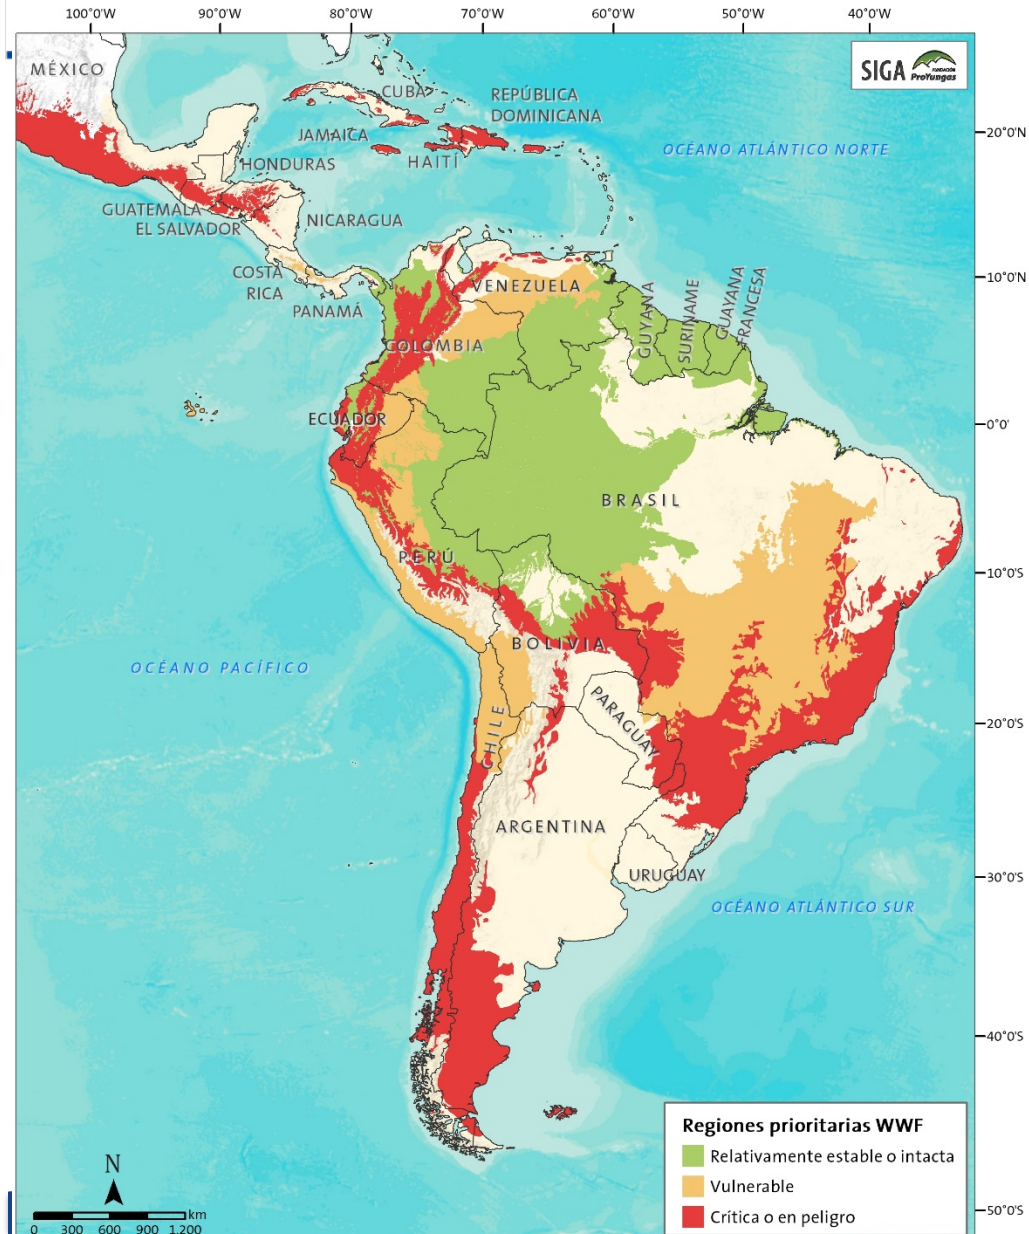 100°0'W 90°0'W 80°0'W 70°0'W 60°0'W 50°0'W 40°0'W
SIGA FUNDACIÓN ProYungas
MÉXICO
CUBA
REPÚBLICA
DOMINICANA
20°0'N
JAMAICA
HAITÍ
OCÉANO ATLÁNTICO NORTE
HONDURAS
GUATEMALA
EL SALVADOR
NICARAGUA
COSTA
RICA
10°0'N
PANAMÁ
VENEZUELA
GUYANA
SURINAME
GUAYANA
FRANCESA
COLOMBIA
ECUADOR
0°0'
BRASIL
PERÚ
10°0'S
BOLIVIA
OCÉANO PACÍFICO
PARAGUAY
CHILE
20°0'S
ARGENTINA
URUGUAY
30°0'S
OCÉANO ATLÁNTICO SUR
40°0'S
Regiones prioritarias WWF
Relativamente estable o intacta
Vulnerable
Crítica o en peligro
N
km
0 300 600 900 1.200
50°0'S